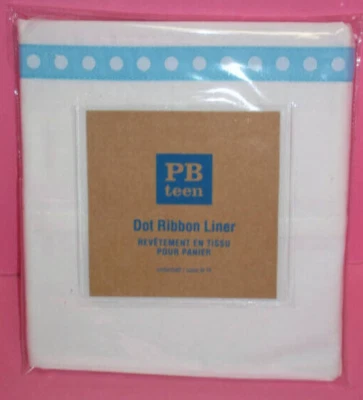 PB
teen
Dot Ribbon Liner
REVÊTEMENT EN TISSU
POUR PANIER